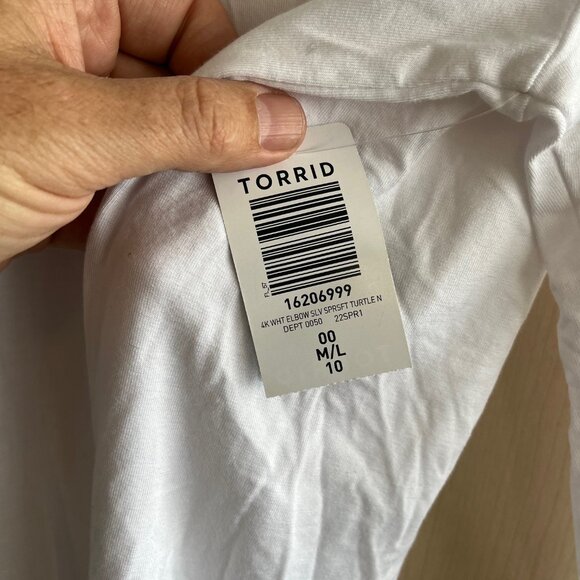 TORRID
16206999
4K WHT ELBOW SLV SPRSFT TURTLE N
DEPT 0050 22SPR1
00
M/L
10